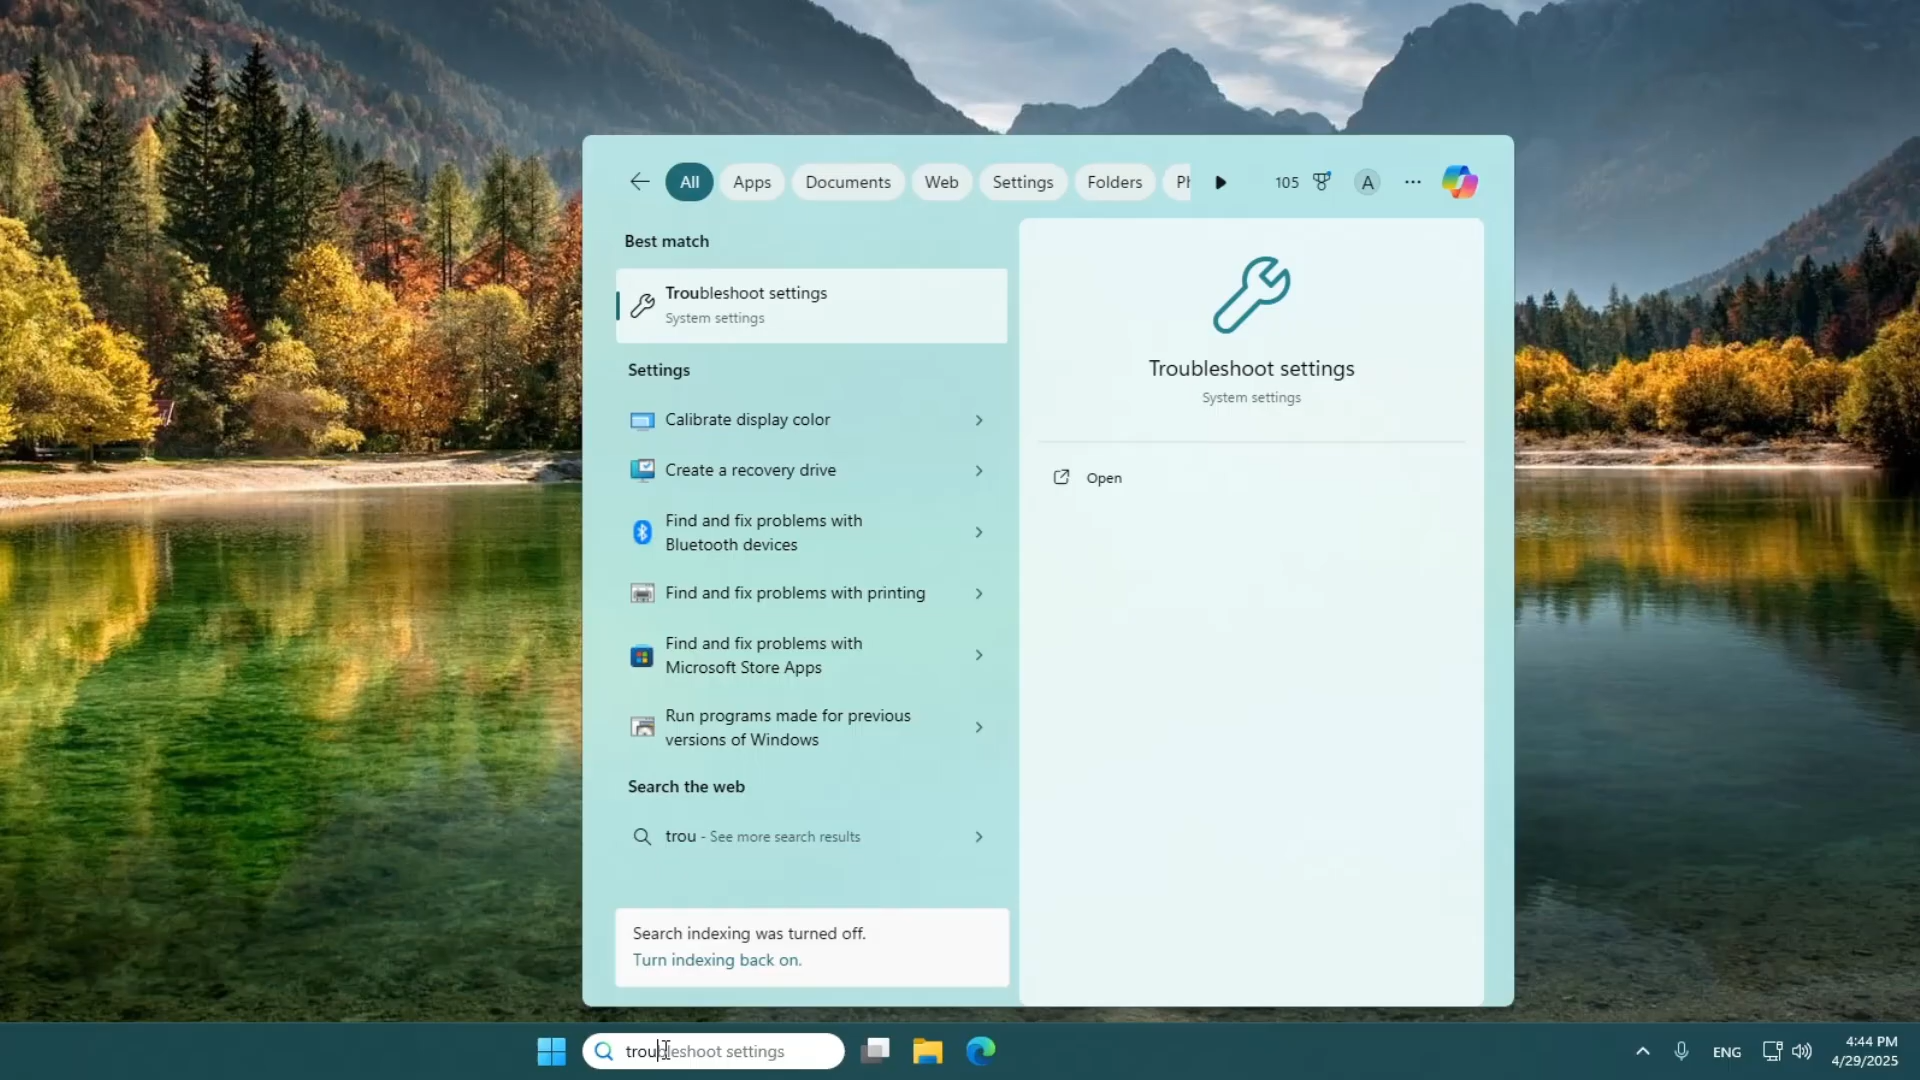 All
Apps
Documents
Web
Settings
Folders
105
A
Best match
Troubleshoot settings
System settings
Settings
Calibrate display color
Create a recovery drive
Find and fix problems with
Bluetooth devices
Find and fix problems with printing
Find and fix problems with
Microsoft Store Apps
Run programs made for previous
versions of Windows
Search the web
trou - See more search results
Search indexing was turned off.
Turn indexing back on.
Troubleshoot settings
System settings
Open
troubleshoot settings
ENG
4:44 PM
4/29/2025